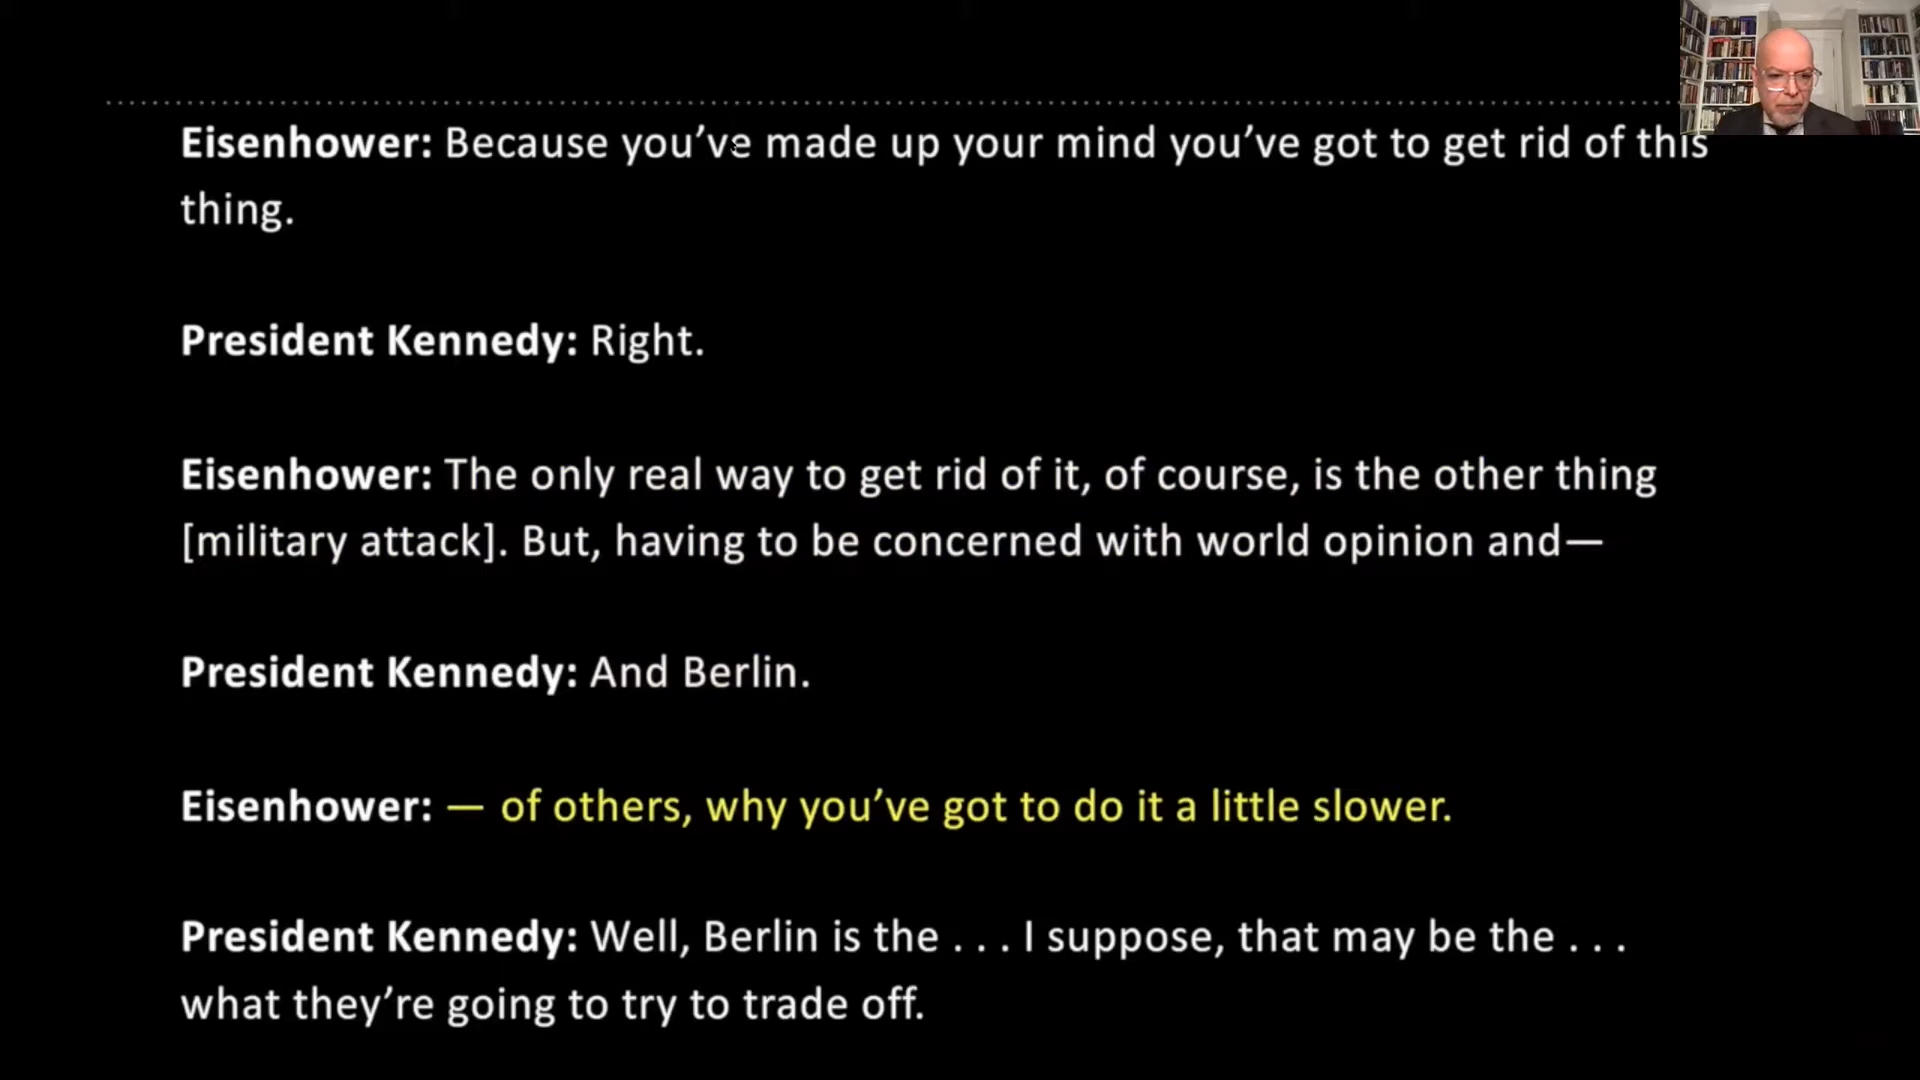 Eisenhower: Because you’ve made up your mind you’ve got to get rid of this
thing.
President Kennedy: Right.
Eisenhower: The only real way to get rid of it, of course, is the other thing
[military attack]. But, having to be concerned with world opinion and—
President Kennedy: And Berlin.
Eisenhower: — of others, why you’ve got to do it a little slower.
President Kennedy: Well, Berlin is the . . . I suppose, that may be the . . .
what they’re going to try to trade off.